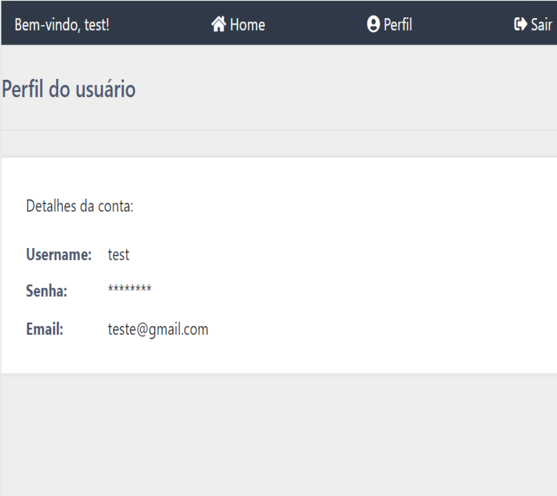 Bem-vindo, test! Home Perfil Sair
Perfil do usuário
Detalhes da conta:
Username: test
Senha: ********
Email: teste@gmail.com